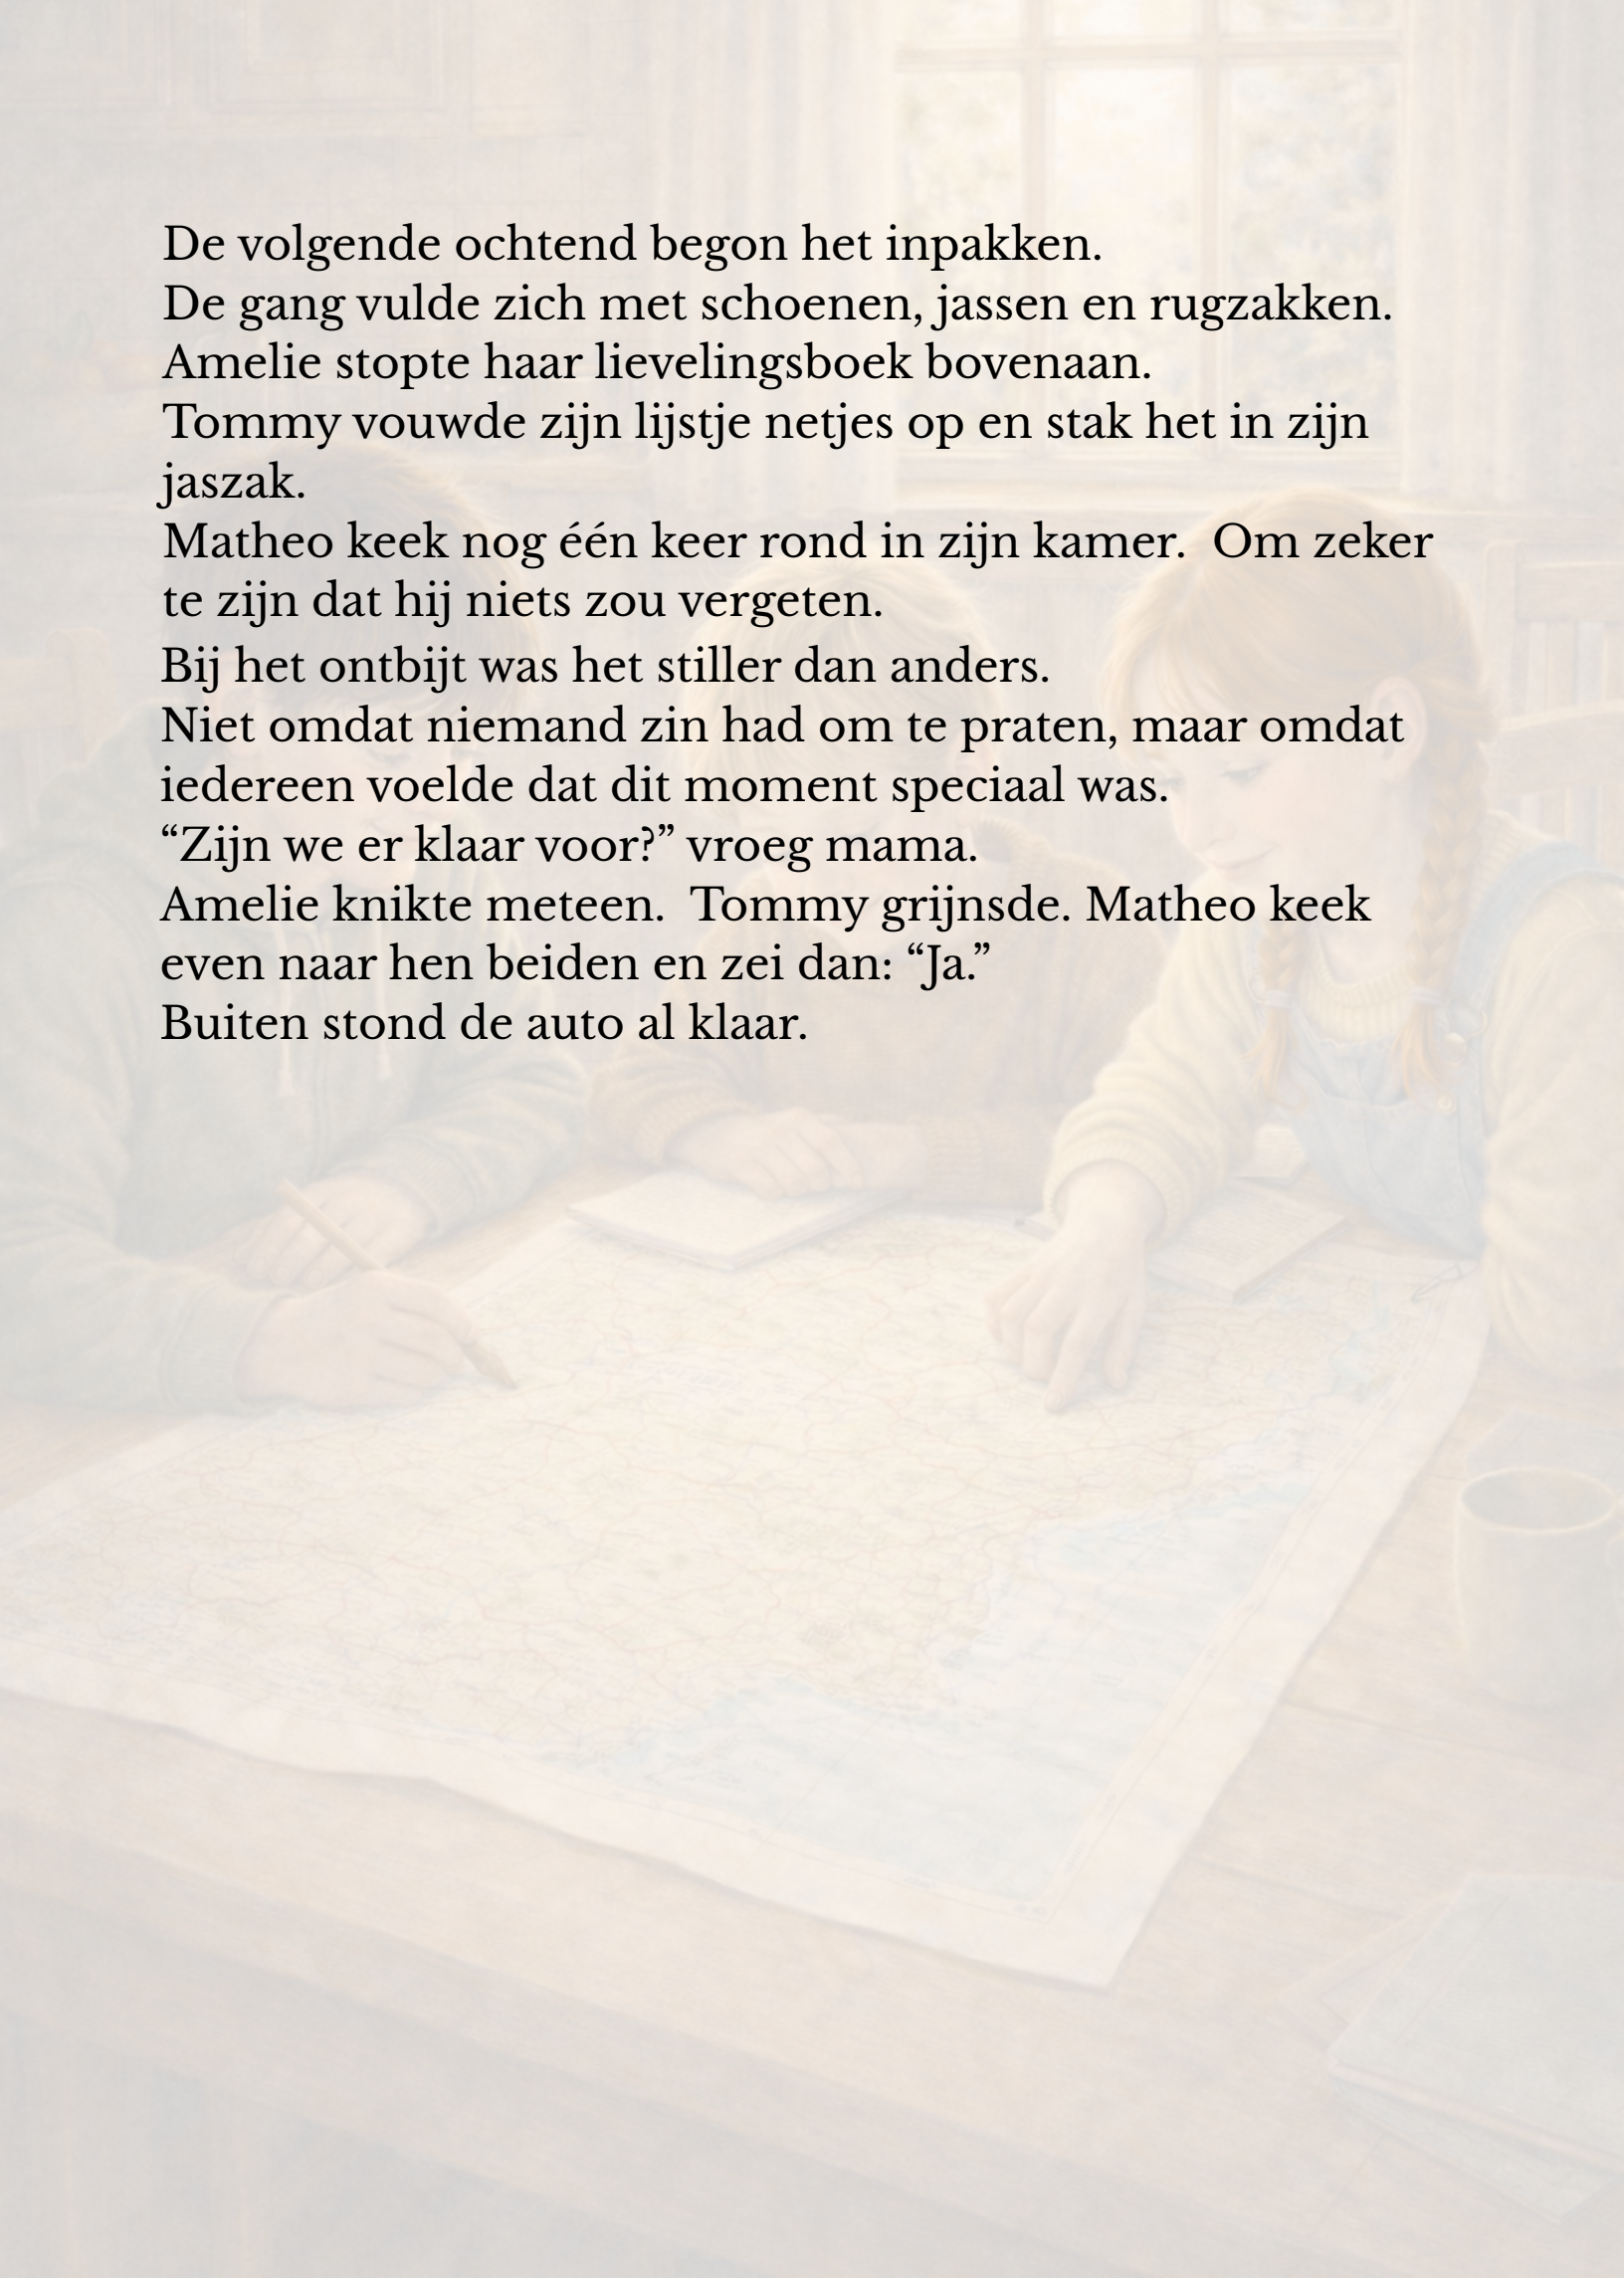 De volgende ochtend begon het inpakken.
De gang vulde zich met schoenen, jassen en rugzakken.
Amelie stopte haar lievelingsboek bovenaan.
Tommy vouwde zijn lijstje netjes op en stak het in zijn
jaszak.
Matheo keek nog één keer rond in zijn kamer.  Om zeker
te zijn dat hij niets zou vergeten.
Bij het ontbijt was het stiller dan anders.
Niet omdat niemand zin had om te praten, maar omdat
iedereen voelde dat dit moment speciaal was.
“Zijn we er klaar voor?” vroeg mama.
Amelie knikte meteen.  Tommy grijnsde. Matheo keek
even naar hen beiden en zei dan: “Ja.”
Buiten stond de auto al klaar.